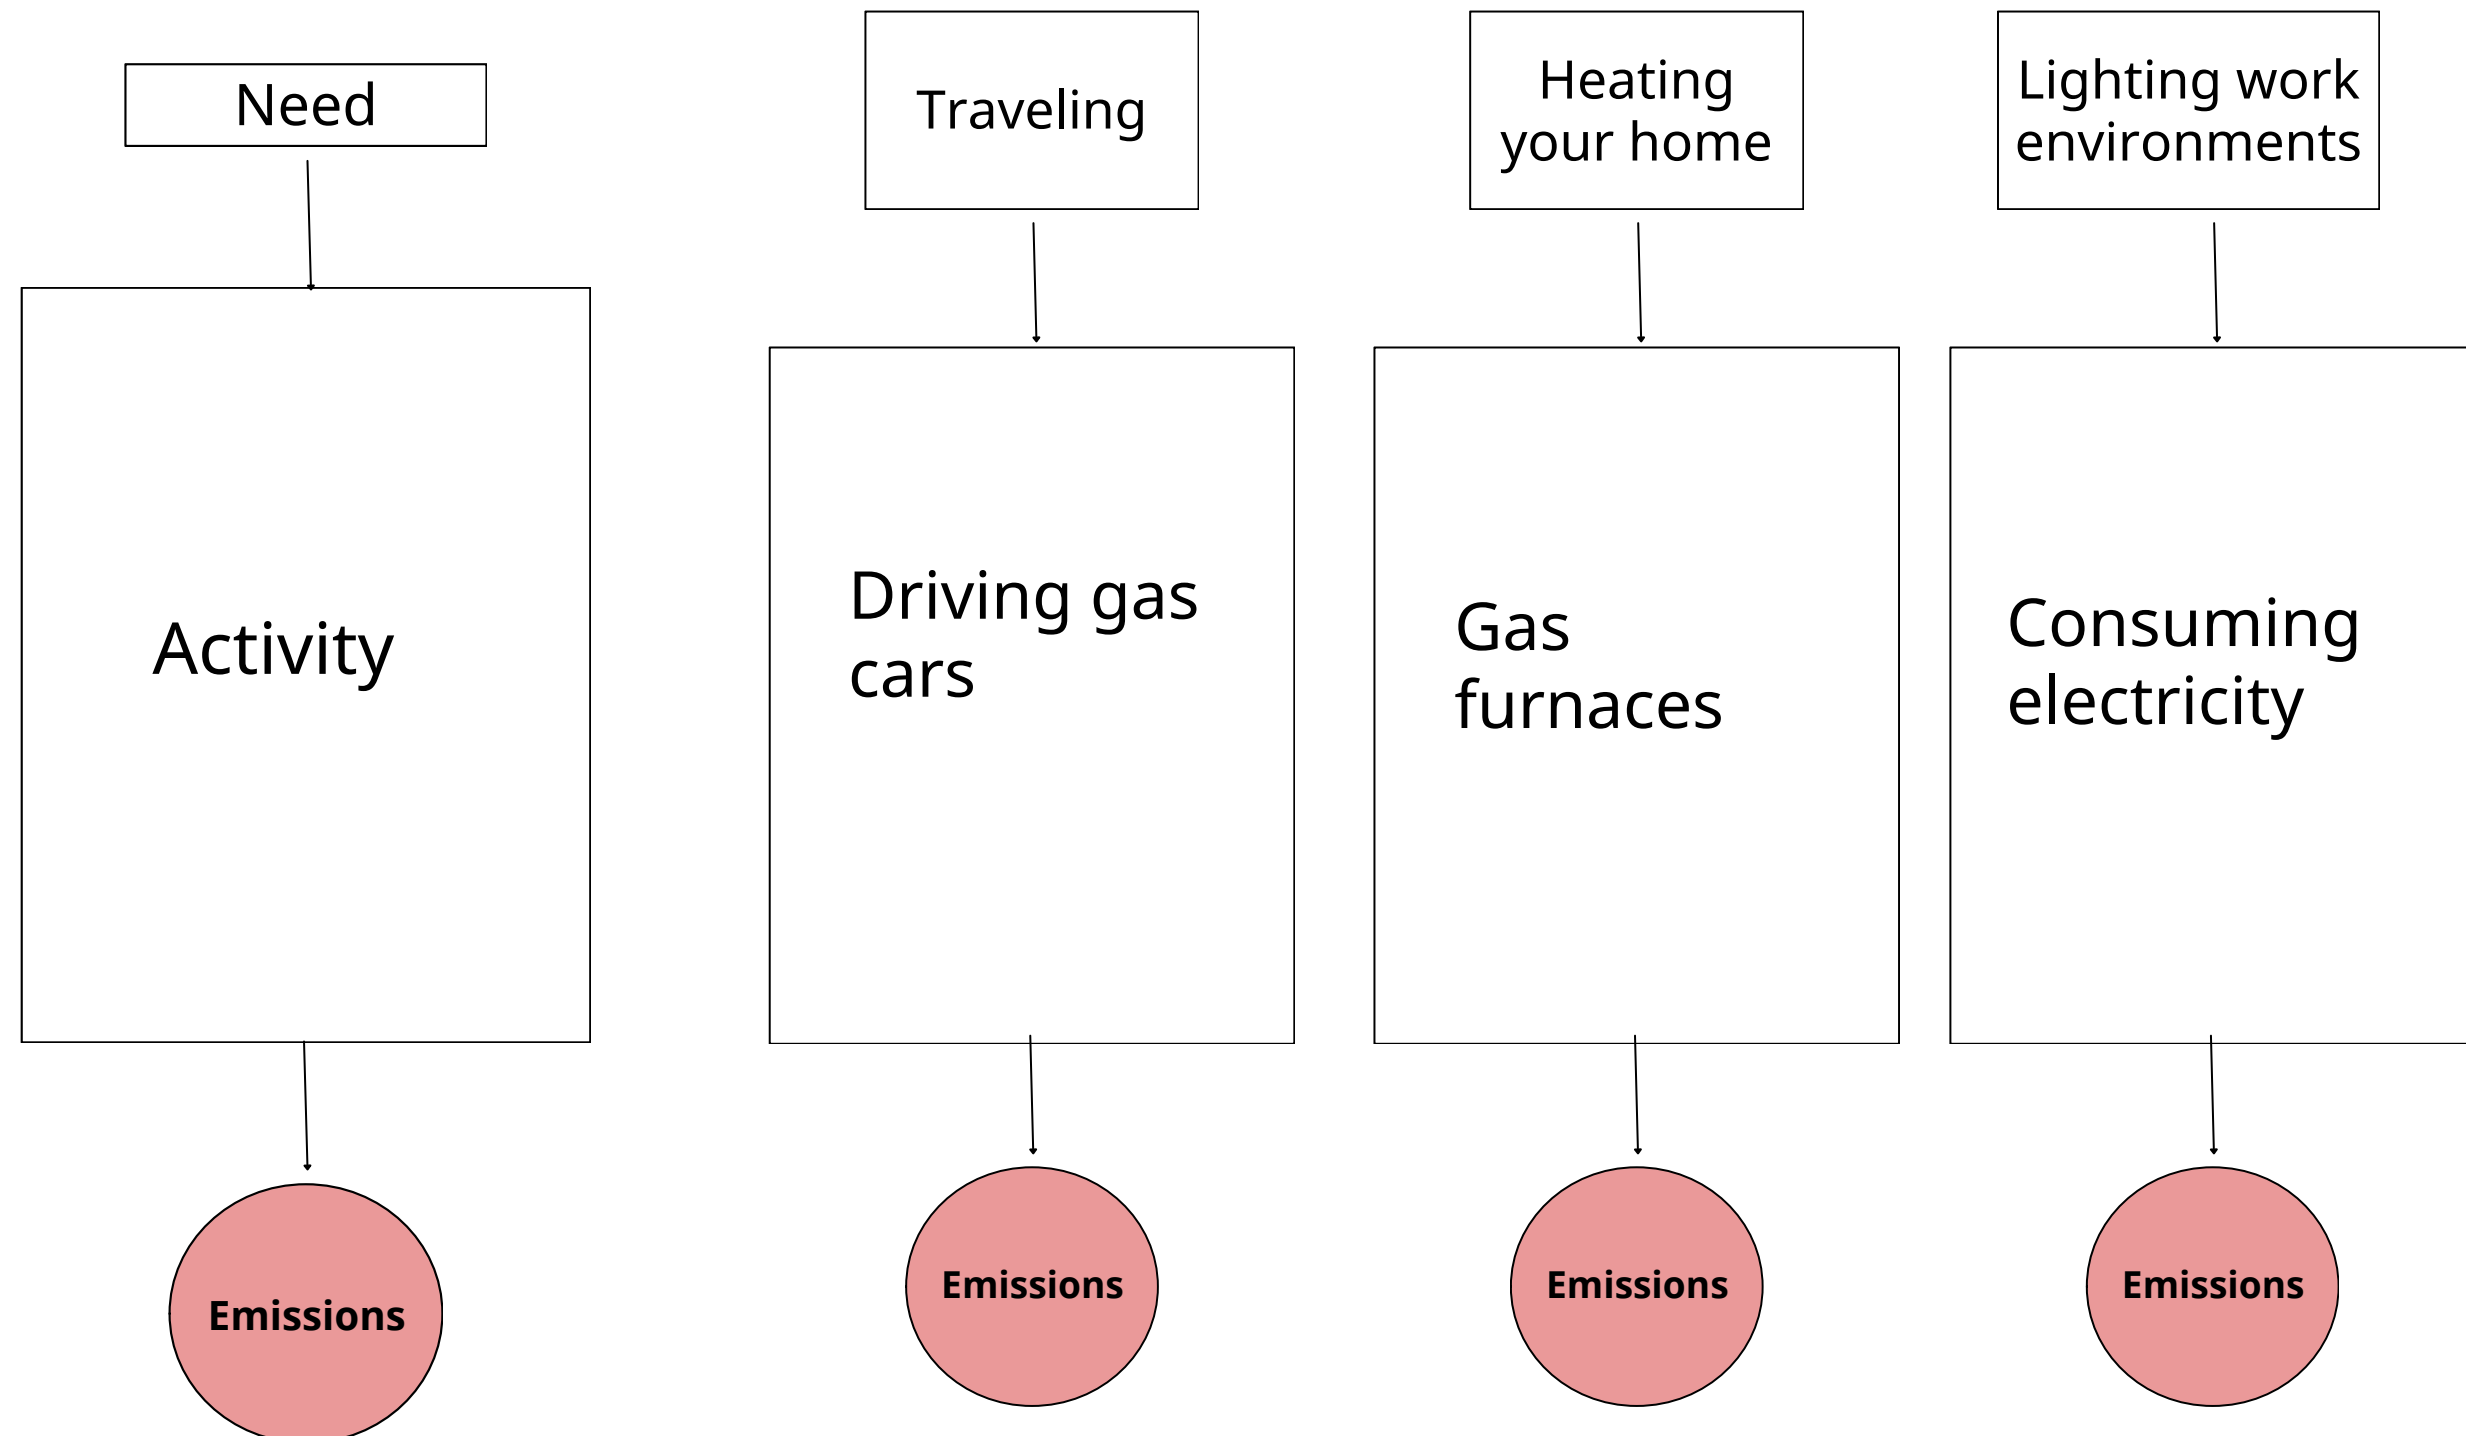 Need
Activity
Emissions
Traveling
Driving gas
cars
Emissions
Heating
your home
Gas
furnaces
Emissions
Lighting work
environments
Consuming
electricity
Emissions